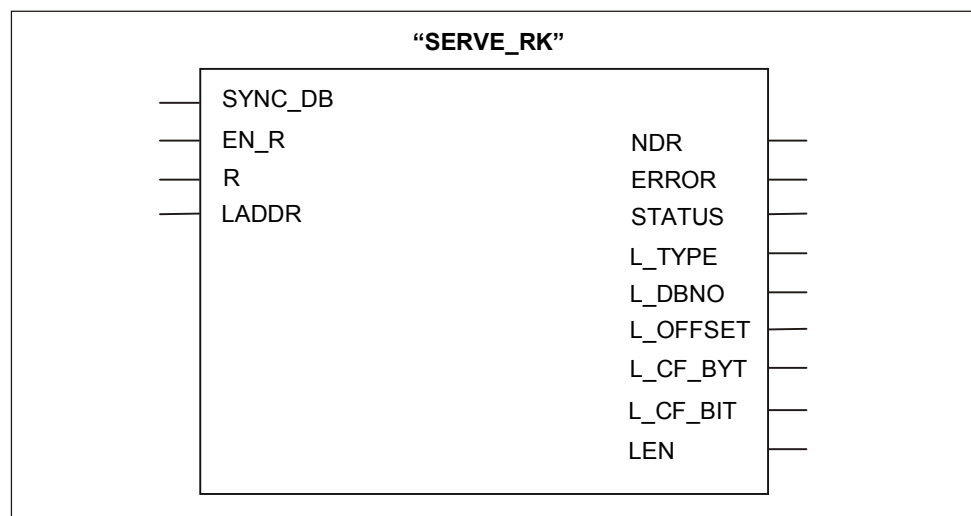 “SERVE_RK”
SYNC_DB
EN_R
R
LADDR
NDR
ERROR
STATUS
L_TYPE
L_DBNO
L_OFFSET
L_CF_BYT
L_CF_BIT
LEN